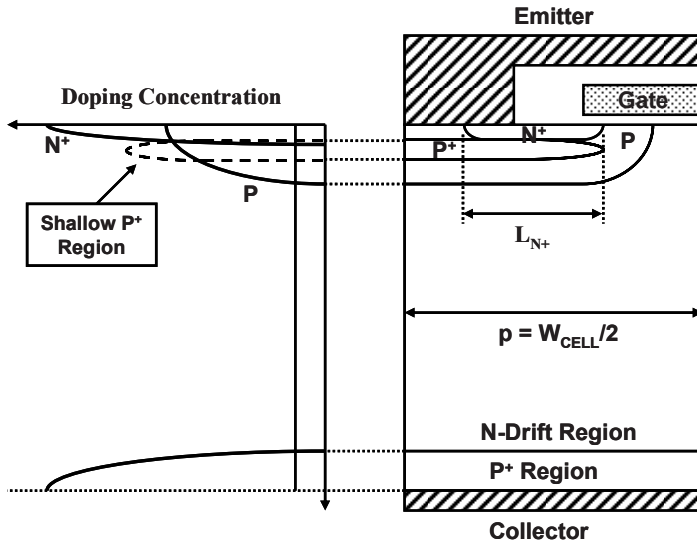 Emitter
Doping Concentration
Gate
N+
N+
P
P+
P
Shallow P+
Region
LN+
p = WCELL/2
N-Drift Region
P+ Region
Collector